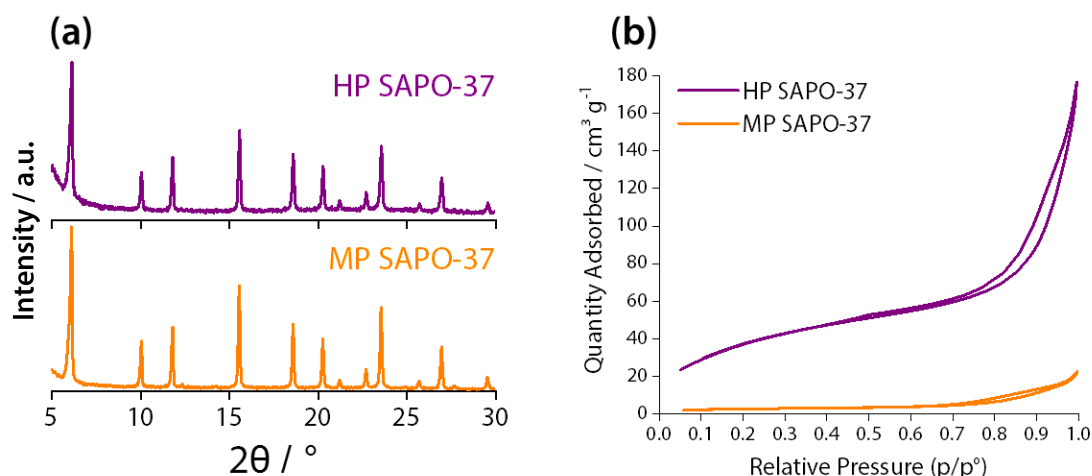 (a)
HP SAPO-37
MP SAPO-37
Intensity / a.u.
5 10 15 20 25 30
2θ / °
(b)
180
160
140
120
100
80
60
40
20
0
Quantity Adsorbed / cm³ g⁻¹
HP SAPO-37
MP SAPO-37
0.0 0.1 0.2 0.3 0.4 0.5 0.6 0.7 0.8 0.9 1.0
Relative Pressure (p/p°)